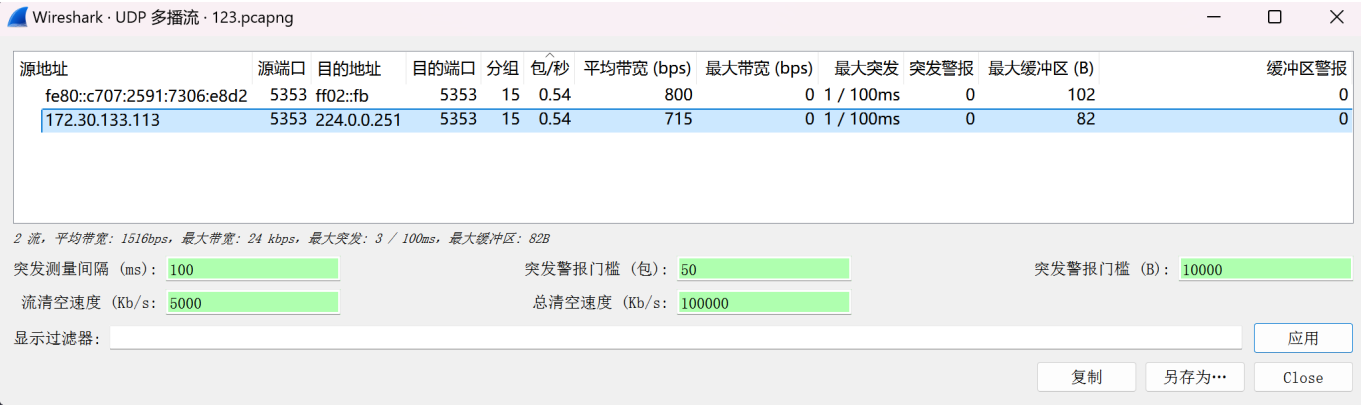 Wireshark · UDP 多播流 · 123.pcapng
源地址 源端口 目的地址 目的端口 分组 包/秒 平均带宽 (bps) 最大带宽 (bps) 最大突发 突发警报 最大缓冲区 (B) 缓冲区警报
fe80::c707:2591:7306:e8d2 5353 ff02::fb 5353 15 0.54 800 0 1 / 100ms 0 102 0
172.30.133.113 5353 224.0.0.251 5353 15 0.54 715 0 1 / 100ms 0 82 0
2 流, 平均带宽: 1516bps, 最大带宽: 24 kbps, 最大突发: 3 / 100ms, 最大缓冲区: 82B
突发测量间隔 (ms): 100 突发警报门槛 (包): 50 突发警报门槛 (B): 10000
流清空速度 (Kb/s: 5000 总清空速度 (Kb/s: 100000
显示过滤器: 应用
复制 另存为… Close